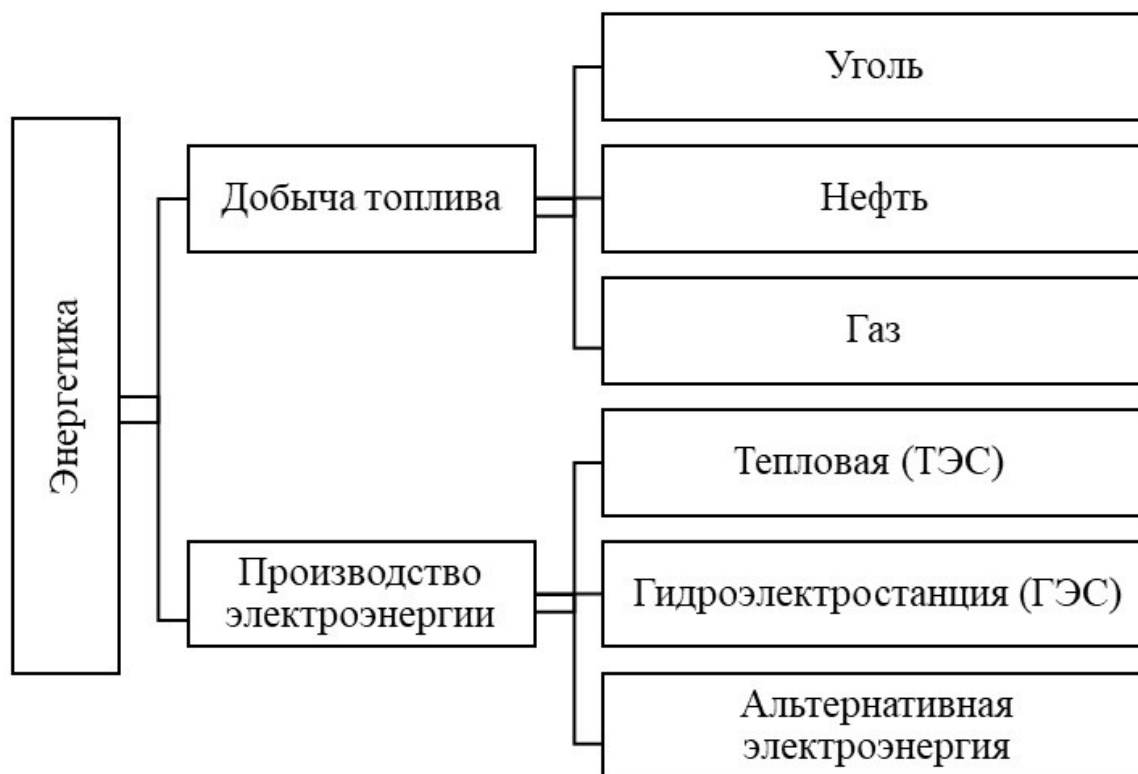 Энергетика
Добыча топлива
Уголь
Нефть
Газ
Производство
электроэнергии
Тепловая (ТЭС)
Гидроэлектростанция (ГЭС)
Альтернативная
электроэнергия